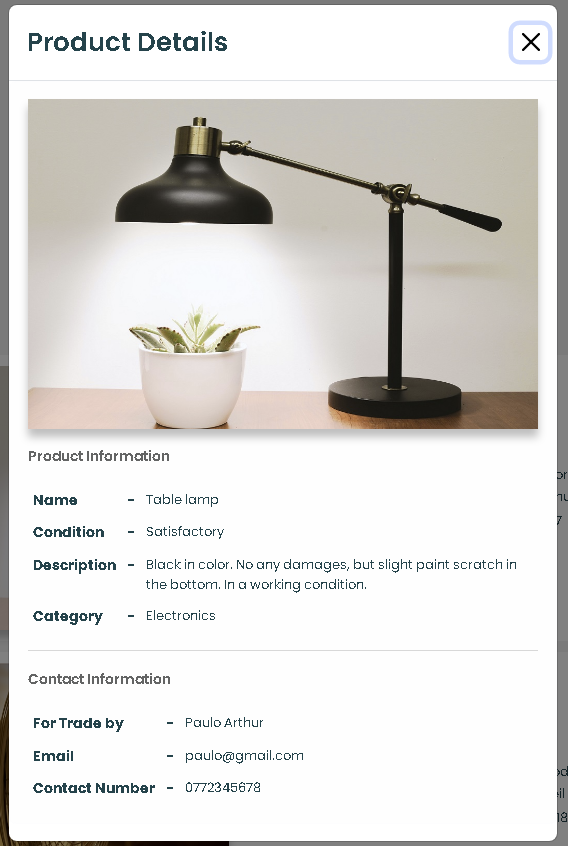 Product Details
Product Information
Name - Table lamp
Condition - Satisfactory
Description - Black in color. No any damages, but slight paint scratch in
the bottom. In a working condition.
Category - Electronics
Contact Information
For Trade by - Paulo Arthur
Email - paulo@gmail.com
Contact Number - 0772345678